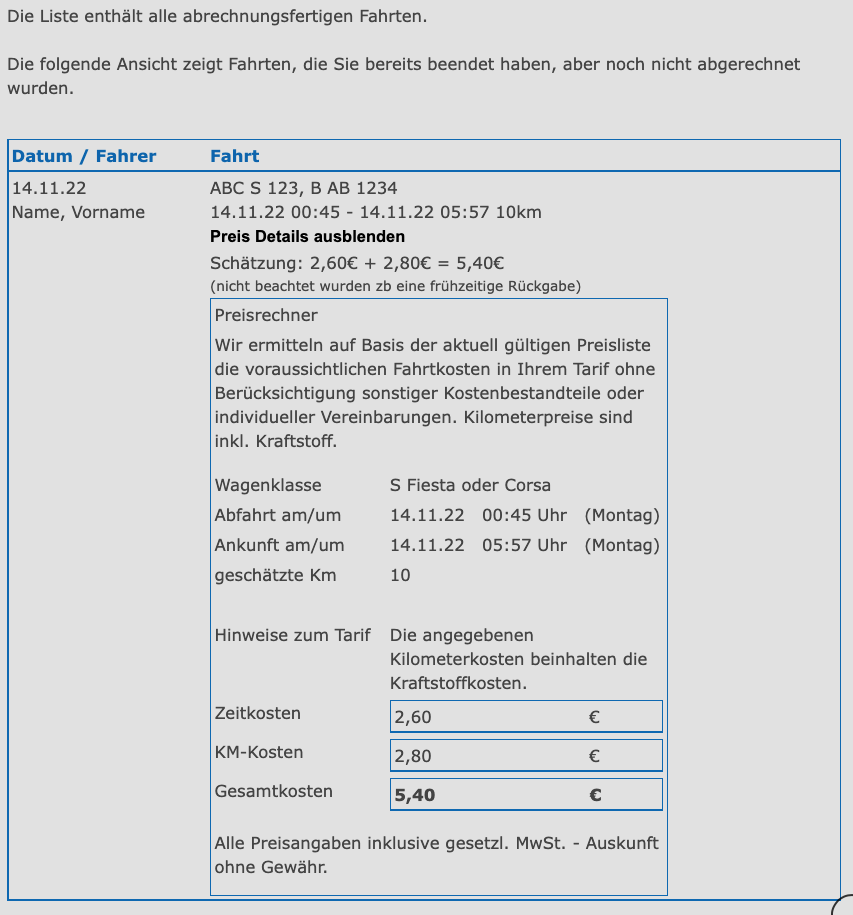 Die Liste enthält alle abrechnungsfertigen Fahrten.
Die folgende Ansicht zeigt Fahrten, die Sie bereits beendet haben, aber noch nicht abgerechnet
wurden.
Datum / Fahrer Fahrt
14.11.22 ABC S 123, B AB 1234
Name, Vorname 14.11.22 00:45 - 14.11.22 05:57 10km
Preis Details ausblenden
Schätzung: 2,60€ + 2,80€ = 5,40€
(nicht beachtet wurden zb eine frühzeitige Rückgabe)
Preisrechner
Wir ermitteln auf Basis der aktuell gültigen Preisliste
die voraussichtlichen Fahrtkosten in Ihrem Tarif ohne
Berücksichtigung sonstiger Kostenbestandteile oder
individueller Vereinbarungen. Kilometerpreise sind
inkl. Kraftstoff.
Wagenklasse S Fiesta oder Corsa
Abfahrt am/um 14.11.22 00:45 Uhr (Montag)
Ankunft am/um 14.11.22 05:57 Uhr (Montag)
geschätzte Km 10
Hinweise zum Tarif Die angegebenen
Kilometerkosten beinhalten die
Kraftstoffkosten.
Zeitkosten 2,60 €
KM-Kosten 2,80 €
Gesamtkosten 5,40 €
Alle Preisangaben inklusive gesetzl. MwSt. - Auskunft
ohne Gewähr.